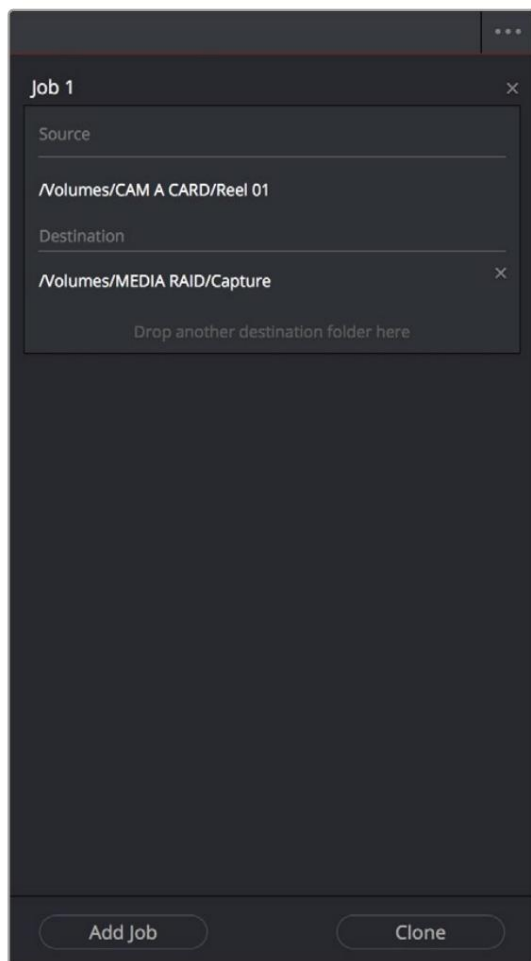 Job 1
Source
/Volumes/CAM A CARD/Reel 01
Destination
/Volumes/MEDIA RAID/Capture
Drop another destination folder here
Add Job
Clone